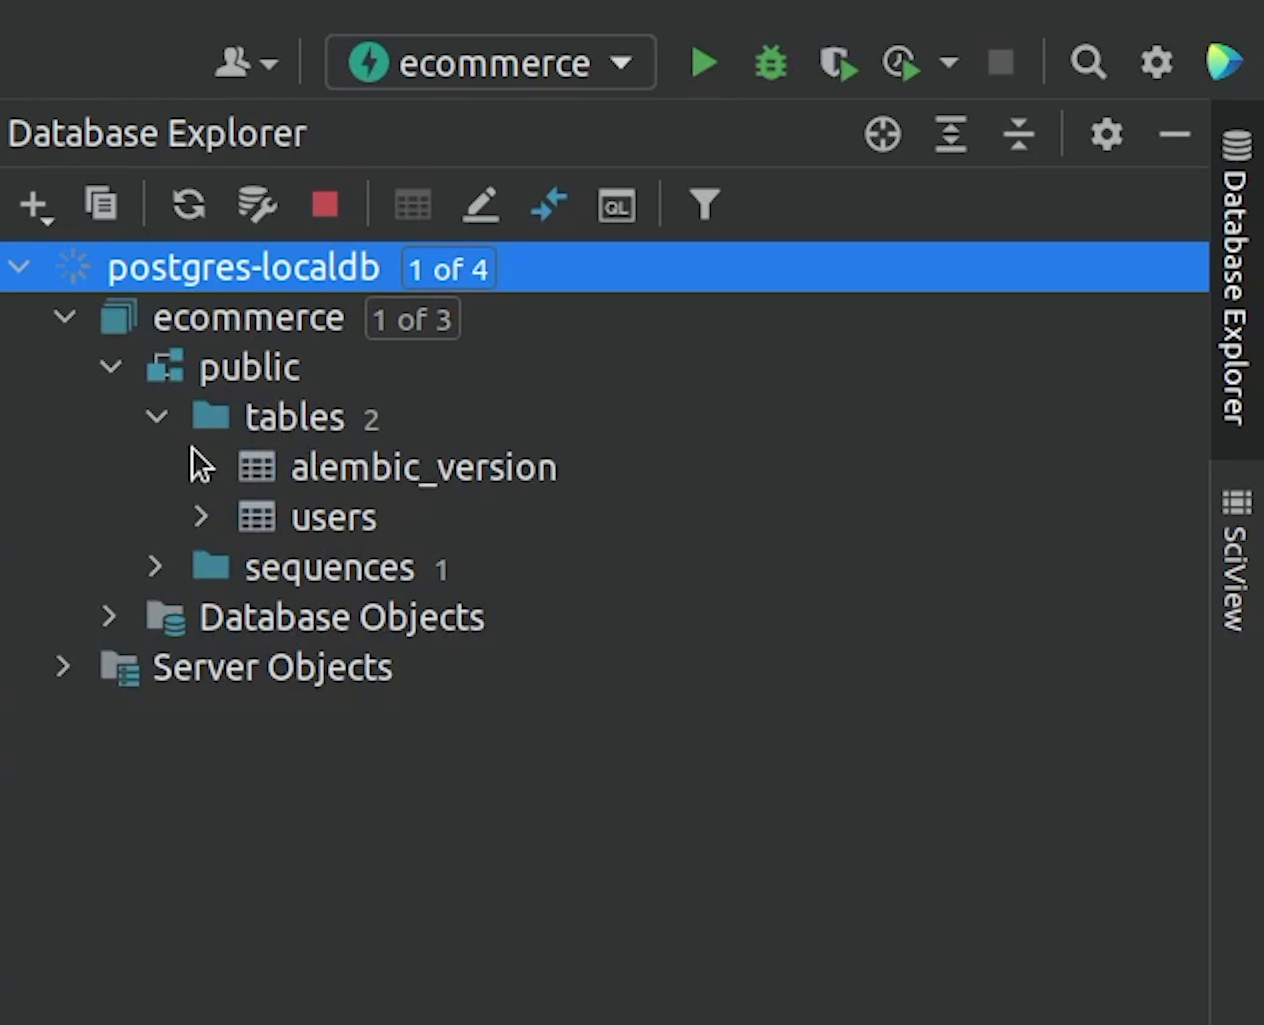 ecommerce
Database Explorer
QL
postgres-localdb 1 of 4
ecommerce 1 of 3
public
tables 2
alembic_version
users
sequences 1
Database Objects
Server Objects
Database Explorer
SciView